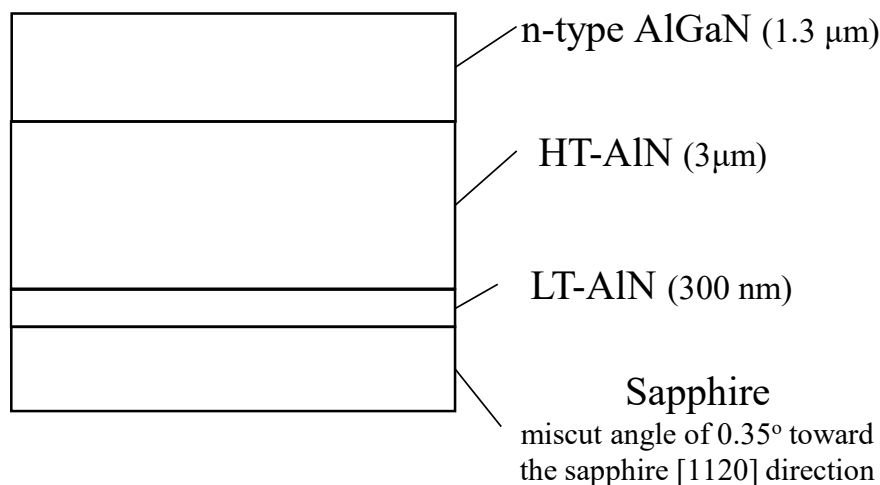 n-type AlGaN (1.3 μm)
HT-AlN (3μm)
LT-AlN (300 nm)
Sapphire
miscut angle of 0.35º toward
the sapphire [1120] direction